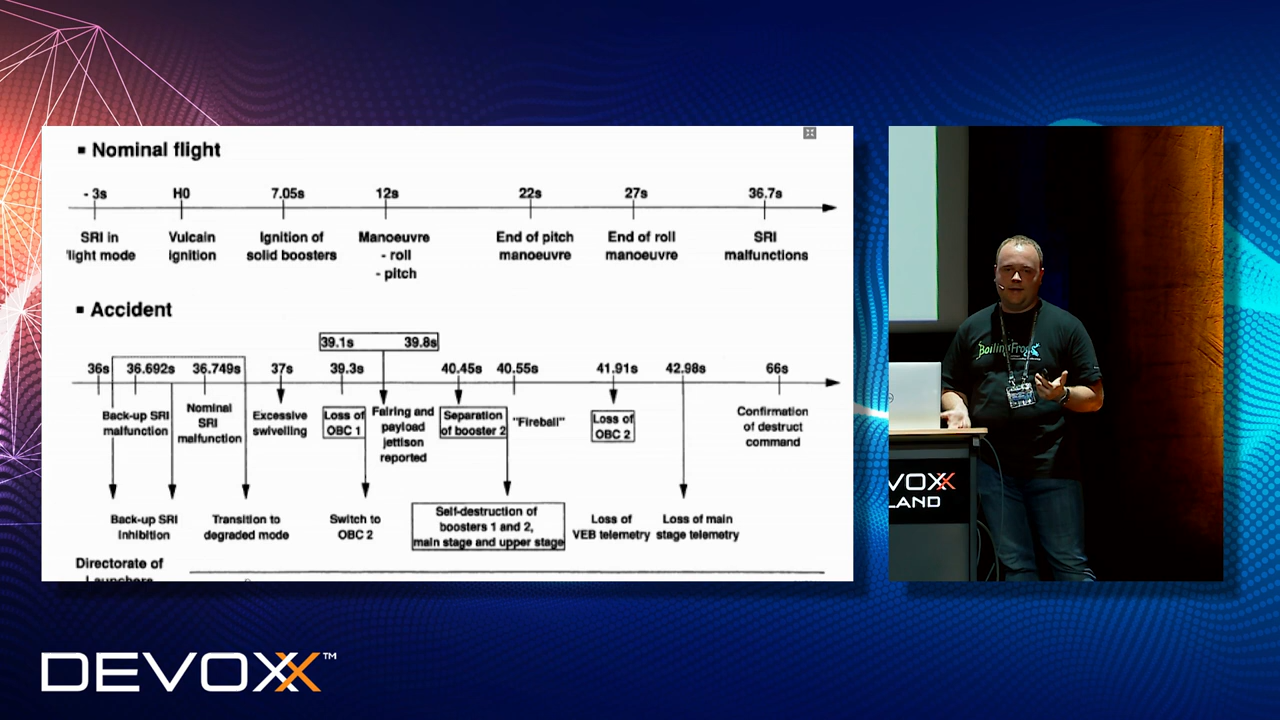 ▪ Nominal flight
- 3s H0 7.05s 12s 22s 27s 36.7s
SRI in Vulcain Ignition of Manoeuvre End of pitch End of roll SRI
flight mode Ignition solid boosters - roll manoeuvre manoeuvre malfunctions
- pitch
▪ Accident
39.1s 39.8s
36s 36.692s 36.749s 37s 39.3s 40.45s 40.55s 41.91s 42.98s 66s
Back-up SRI
malfunction
Nominal
SRI
malfunction
Excessive
swivelling
Loss of
OBC 1
Fairing and
payload
jettison
reported
Separation
of booster 2
"Fireball"
Loss of
OBC 2
Confirmation
of destruct
command
Back-up SRI
Inhibition
Transition to
degraded mode
Switch to
OBC 2
Self-destruction of
boosters 1 and 2,
main stage and upper stage
Loss of
VEB telemetry
Loss of main
stage telemetry
Directorate of
Launchers
BoilingFrogs
VOXX
LAND
DEVOXX™